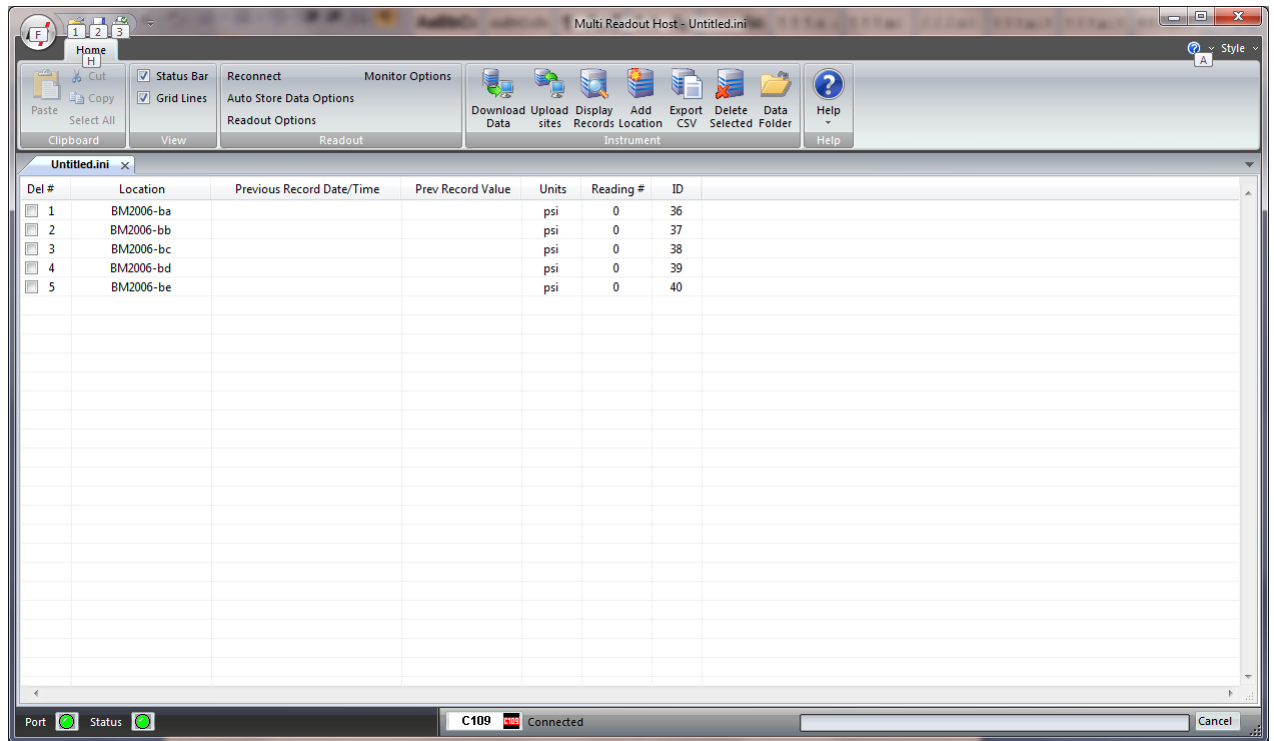 Multi Readout Host - Untitled.ini
F 1 2 3
Home
H
Style
A
Paste
Cut
Copy
Select All
Clipboard
Status Bar
Grid Lines
View
Reconnect Monitor Options
Auto Store Data Options
Readout Options
Readout
Download Data
Upload sites
Display Records
Add Location
Export CSV
Delete Selected
Data Folder
Instrument
Help
Help
Untitled.ini
Del # Location Previous Record Date/Time Prev Record Value Units Reading # ID
1 BM2006-ba psi 0 36
2 BM2006-bb psi 0 37
3 BM2006-bc psi 0 38
4 BM2006-bd psi 0 39
5 BM2006-be psi 0 40
Port Status C109 C109 Connected Cancel